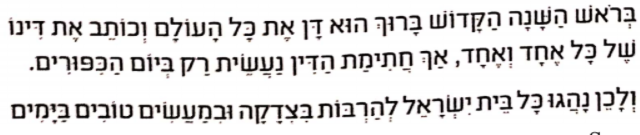 בְּרֹאשׁ הַשָּׁנָה הַקָּדוֹשׁ בָּרוּךְ הוּא דָּן אֶת כָּל הָעוֹלָם וְכוֹתֵב אֶת דִּינוֹ
שֶׁל כָּל אֶחָד וְאֶחָד, אַךְ חֲתִימַת הַדִּין נַעֲשֵׂית רַק בְּיוֹם הַכִּפּוּרִים.
וְלָכֵן נָהֲגוּ כָּל בֵּית יִשְׂרָאֵל לְהַרְבּוֹת בִּצְדָקָה וּבְמַעֲשִׂים טוֹבִים בַּיָּמִים